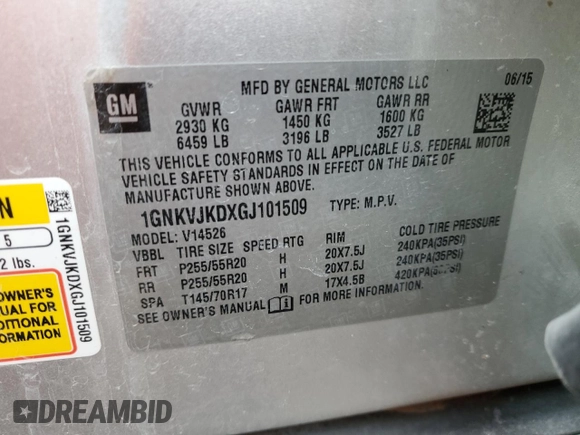 MFD BY GENERAL MOTORS LLC 06/15
GM
GVWR GAWR FRT GAWR RR
2930 KG 1450 KG 1600 KG
6459 LB 3196 LB 3527 LB
THIS VEHICLE CONFORMS TO ALL APPLICABLE U.S. FEDERAL MOTOR
VEHICLE SAFETY STANDARDS IN EFFECT ON THE DATE OF
MANUFACTURE SHOWN ABOVE.
1GNKVJKDXGJ101509 TYPE: M.P.V.
MODEL: V14526
VBBL TIRE SIZE SPEED RTG RIM COLD TIRE PRESSURE
FRT P255/55R20 H 20X7.5J 240KPA(35PSI)
RR P255/55R20 H 20X7.5J 240KPA(35PSI)
SPA T145/70R17 M 17X4.5B 420KPA(
SEE OWNER'S MANUAL FOR MORE INFORMATION.
N
5
2 lbs.
OWNER'S
UAL FOR
DITIONAL
ORMATION
1GNKVJKDXGJ101509
DREAMBID